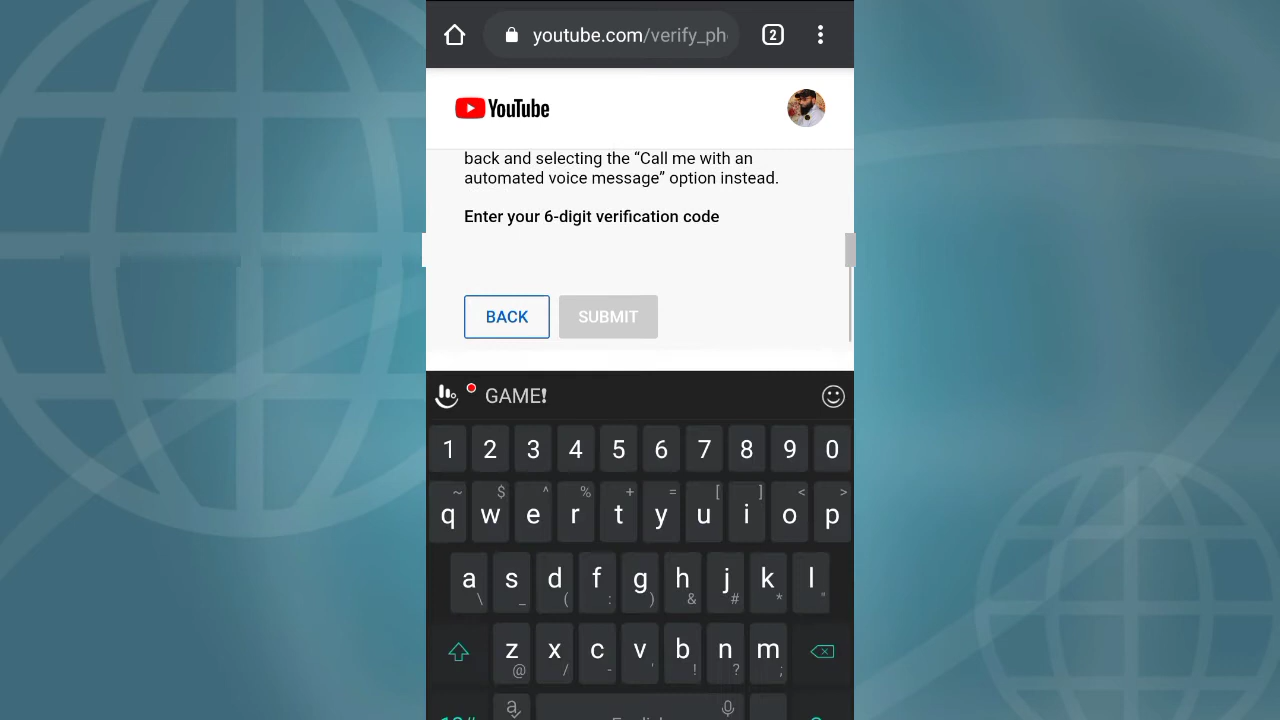 youtube.com/verify_ph
2
YouTube
back and selecting the “Call me with an
automated voice message” option instead.
Enter your 6-digit verification code
BACK SUBMIT
GAME!
1 2 3 4 5 6 7 8 9 0
~ $ ^ % + = [ ] < >
q w e r t y u i o p
a s d f g h j k l
\ _ ( : ) & # * "
z x c v b n m
@ / - ' ! ? ;
a